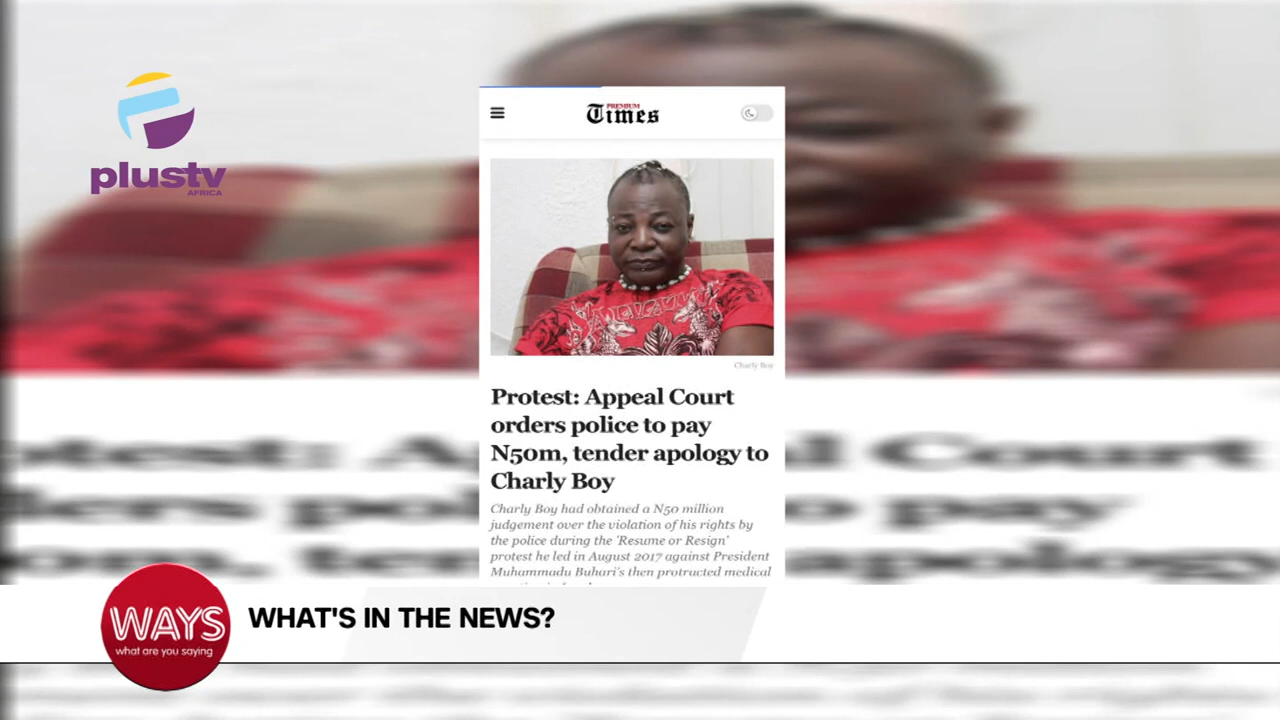 plustv
AFRICA
PREMIUM
Times
Charly Boy
Protest: Appeal Court
orders police to pay
N50m, tender apology to
Charly Boy
Charly Boy had obtained a N50 million
judgement over the violation of his rights by
the police during the 'Resume or Resign'
protest he led in August 2017 against President
Muhammadu Buhari's then protracted medical
WAYS
what are you saying
WHAT'S IN THE NEWS?